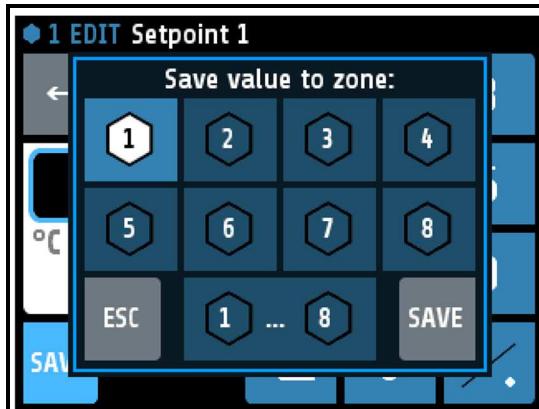 1 EDIT Setpoint 1
Save value to zone:
1 2 3 4
5 6 7 8
°C
ESC 1 ... 8 SAVE